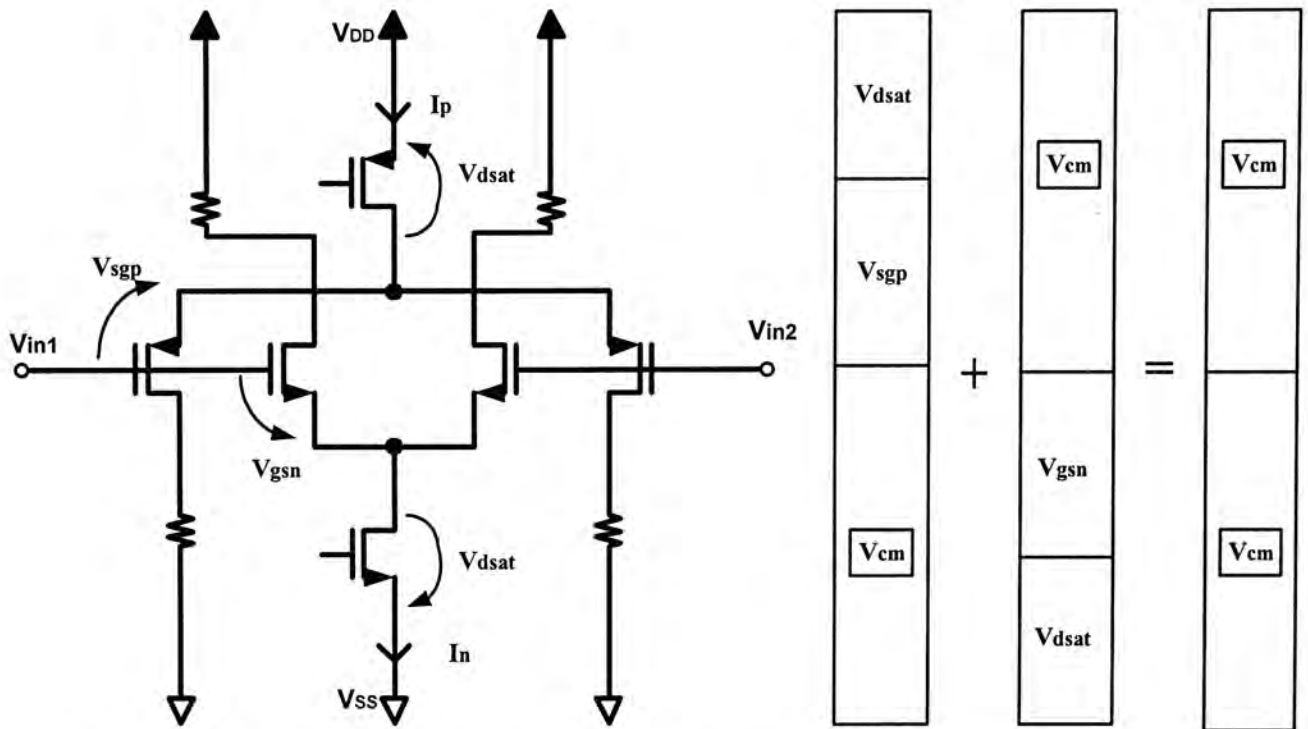 VDD
Ip
Vdsat
Vsgp
Vin1
Vin2
Vgsn
Vdsat
In
VSS
Vdsat
Vsgp
Vcm
+
Vcm
Vgsn
Vdsat
=
Vcm
Vcm